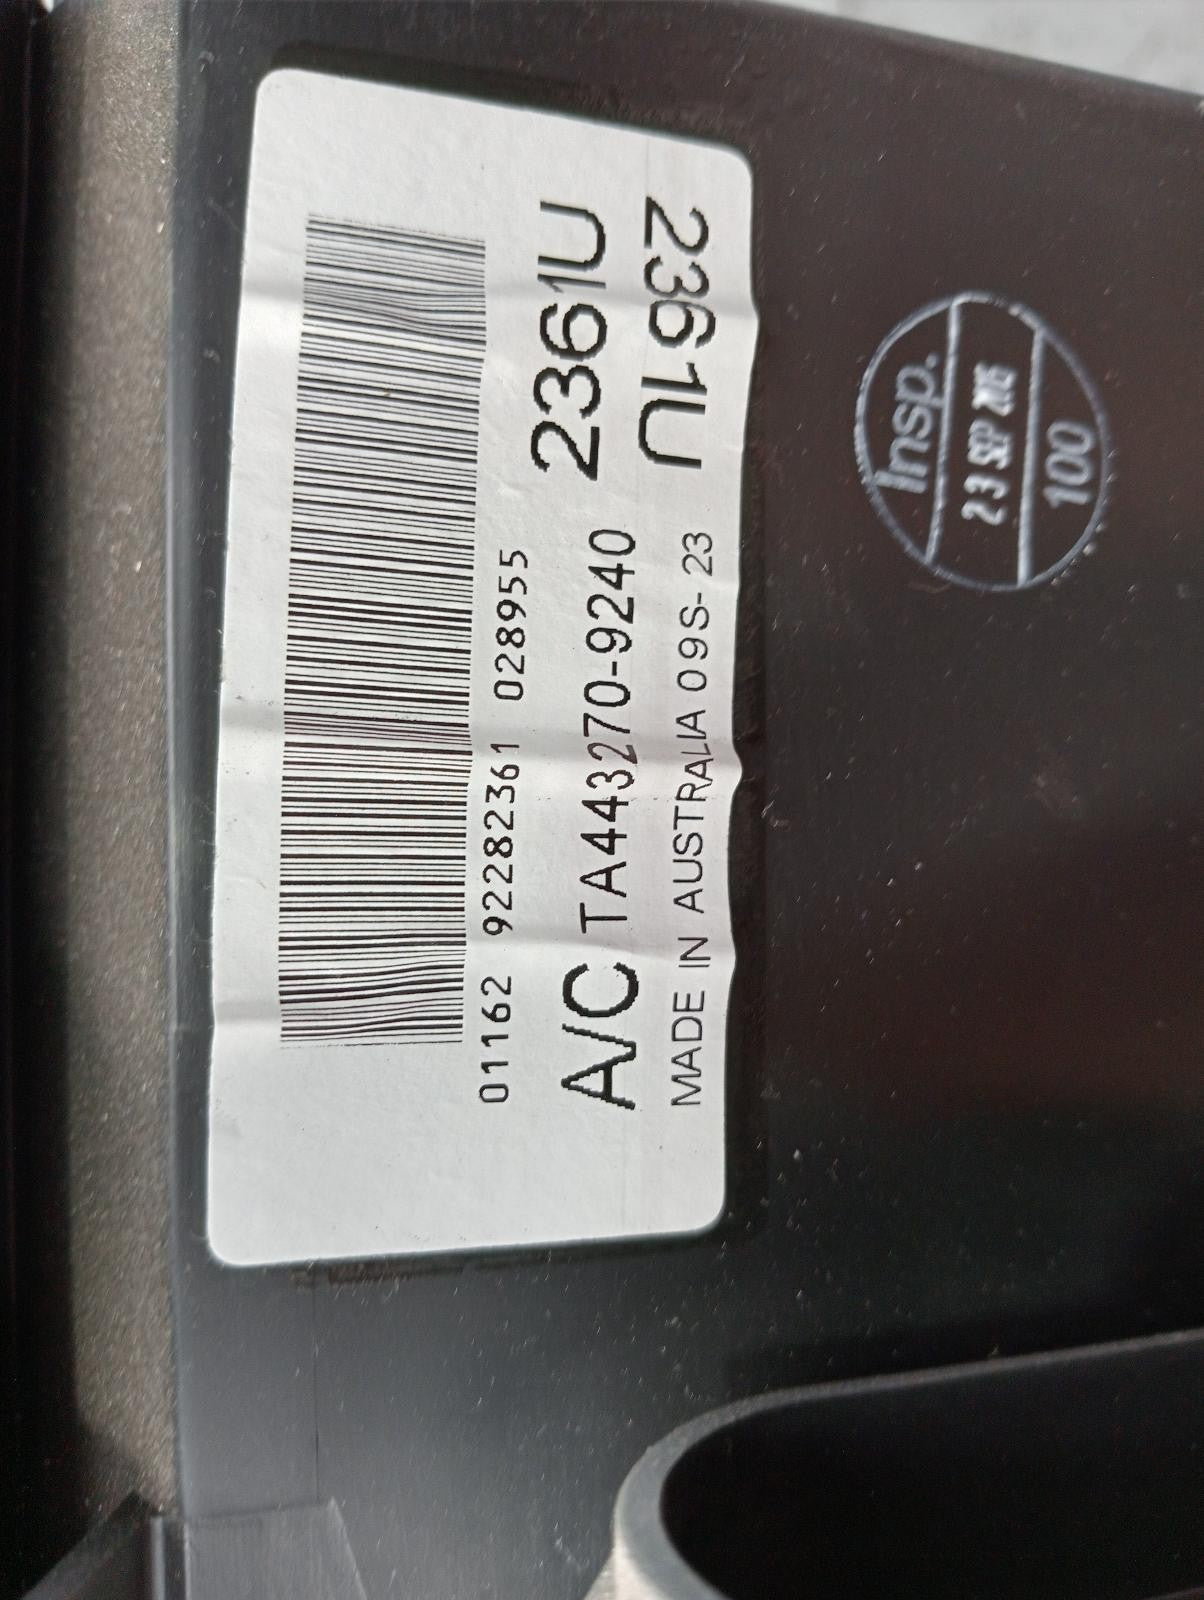 01162 92282361 028955
A/C TA443270-9240 2361U
MADE IN AUSTRALIA 09S-23 2361U
Insp.
23 SEP 2016
100